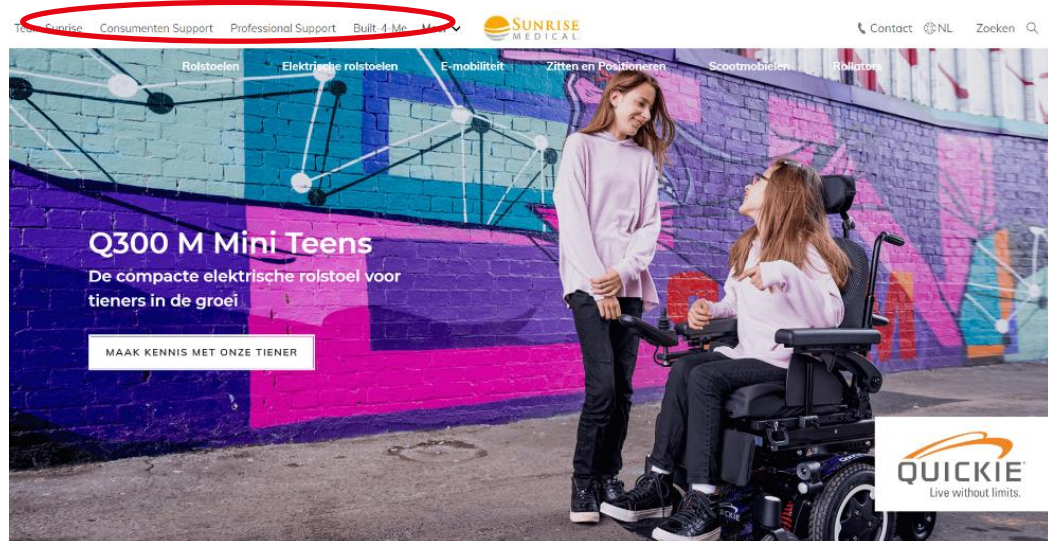 Team Sunrise Consumenten Support Professional Support Built-4-Me Meer
SUNRISE
MEDICAL.
Contact NL Zoeken
Rolstoelen Elektrische rolstoelen E-mobiliteit Zitten en Positioneren Scootmobielen Rollators
Q300 M Mini Teens
De compacte elektrische rolstoel voor
tieners in de groei
MAAK KENNIS MET ONZE TIENER
QUICKIE
Live without limits.
QUICKIE